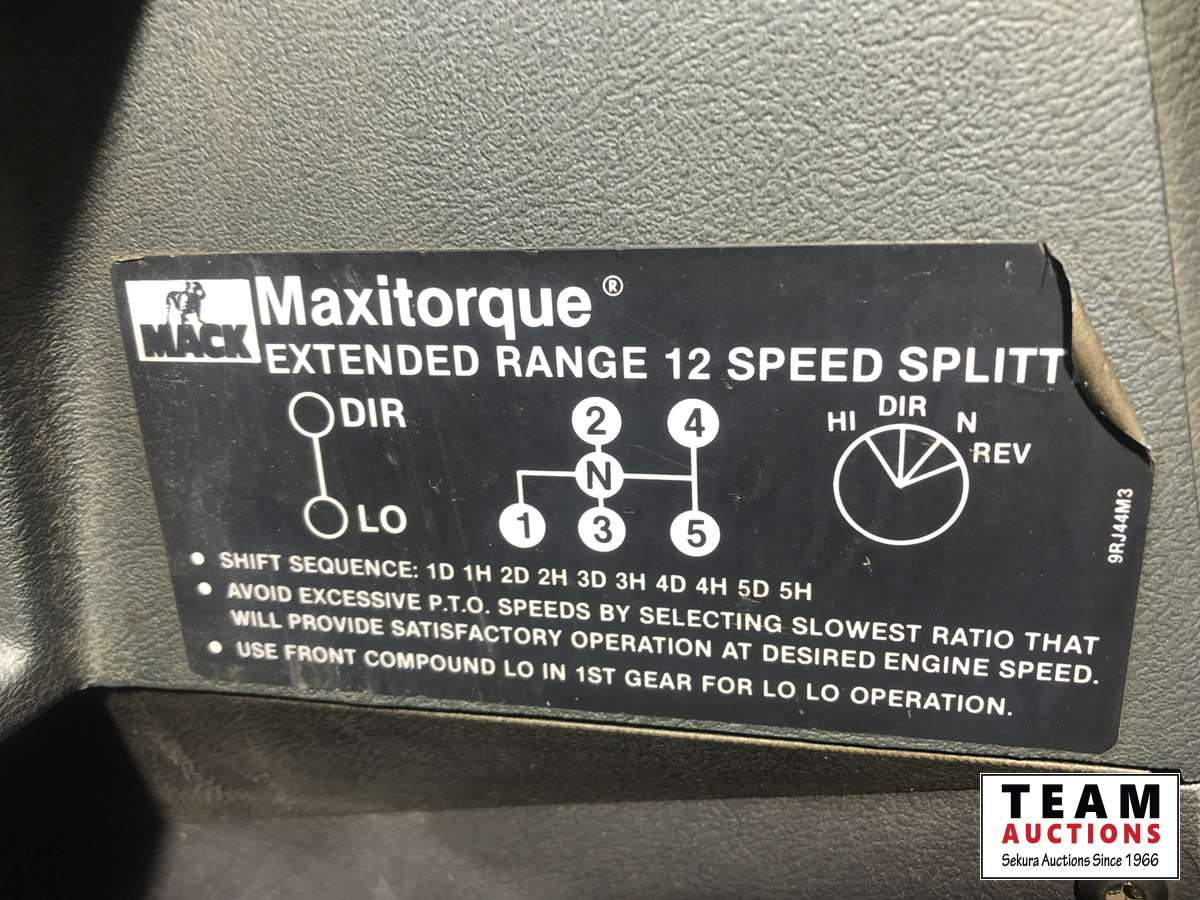 MACK
Maxitorque®
EXTENDED RANGE 12 SPEED SPLITT
DIR
LO
2
4
N
1
3
5
HI
DIR
N
REV
9RJ44M3
• SHIFT SEQUENCE: 1D 1H 2D 2H 3D 3H 4D 4H 5D 5H
• AVOID EXCESSIVE P.T.O. SPEEDS BY SELECTING SLOWEST RATIO THAT
WILL PROVIDE SATISFACTORY OPERATION AT DESIRED ENGINE SPEED.
• USE FRONT COMPOUND LO IN 1ST GEAR FOR LO LO OPERATION.
TEAM
AUCTIONS
Sekura Auctions Since 1966